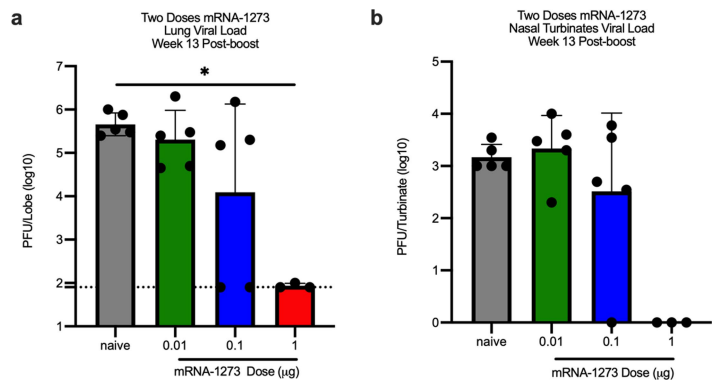 a
Two Doses mRNA-1273
Lung Viral Load
Week 13 Post-boost
*
PFU/Lobe (log10)
7
6
5
4
3
2
1
naive
0.01
0.1
1
mRNA-1273 Dose (μg)
b
Two Doses mRNA-1273
Nasal Turbinates Viral Load
Week 13 Post-boost
PFU/Turbinate (log10)
5
4
3
2
1
0
naive
0.01
0.1
1
mRNA-1273 Dose (μg)